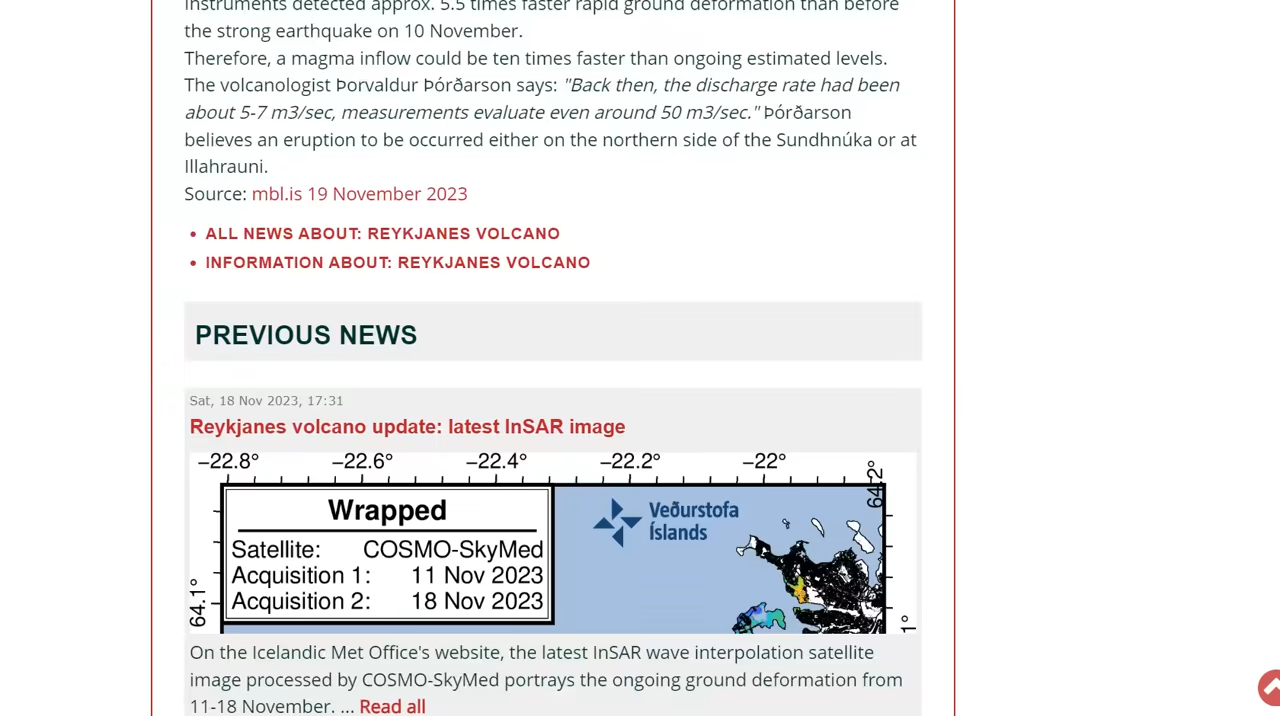 instruments detected approx. 5.5 times faster rapid ground deformation than before
the strong earthquake on 10 November.
Therefore, a magma inflow could be ten times faster than ongoing estimated levels.
The volcanologist Þorvaldur Þórðarson says: "Back then, the discharge rate had been
about 5-7 m3/sec, measurements evaluate even around 50 m3/sec." Þórðarson
believes an eruption to be occurred either on the northern side of the Sundhnúka or at
Illahrauni.
Source: mbl.is 19 November 2023
• ALL NEWS ABOUT: REYKJANES VOLCANO
• INFORMATION ABOUT: REYKJANES VOLCANO
PREVIOUS NEWS
Sat, 18 Nov 2023, 17:31
Reykjanes volcano update: latest InSAR image
−22.8° −22.6° −22.4° −22.2° −22°
64.2°
Wrapped
Satellite: COSMO-SkyMed
Acquisition 1: 11 Nov 2023
Acquisition 2: 18 Nov 2023
Veðurstofa
Íslands
64.1°
1°
On the Icelandic Met Office's website, the latest InSAR wave interpolation satellite
image processed by COSMO-SkyMed portrays the ongoing ground deformation from
11-18 November. ... Read all